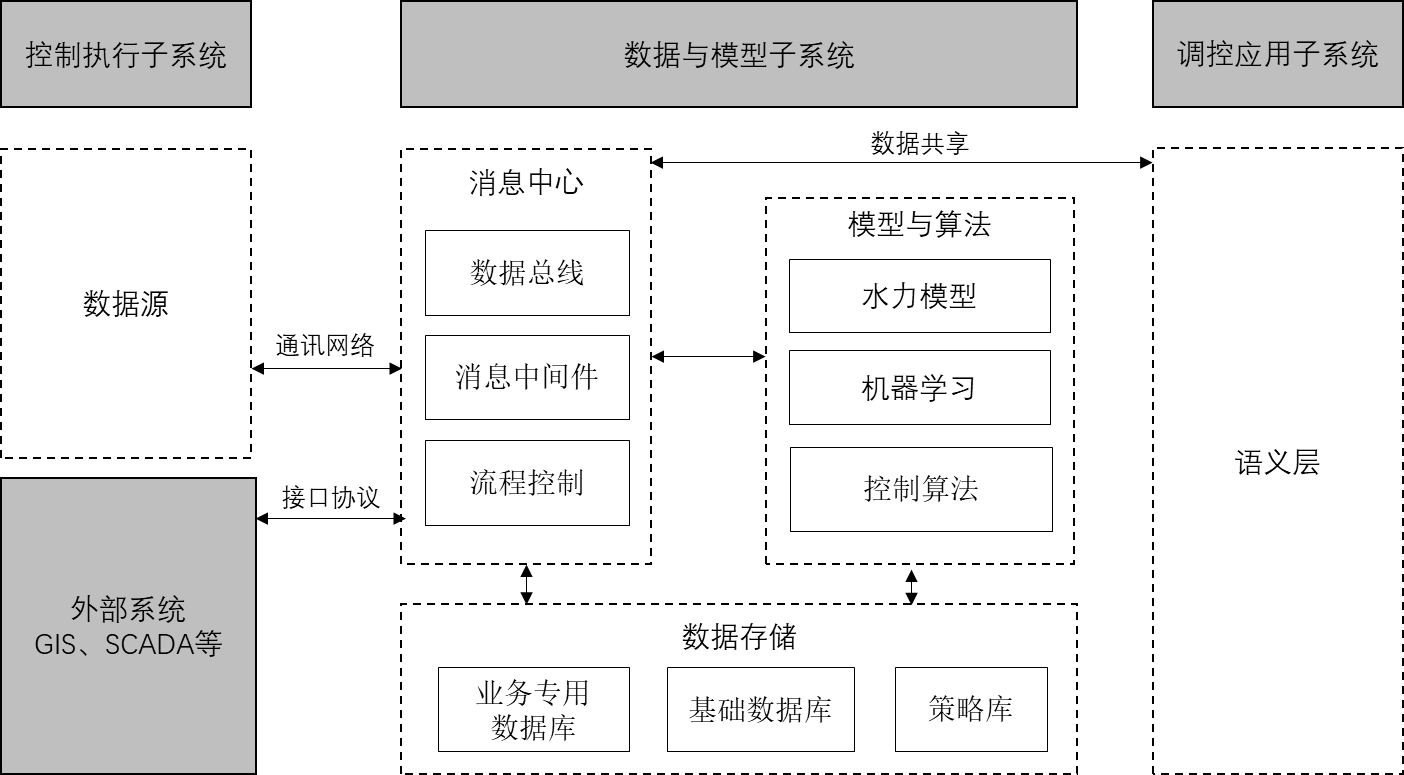 控制执行子系统
数据与模型子系统
调控应用子系统
数据源
通讯网络
接口协议
外部系统
GIS、SCADA等
消息中心
数据总线
消息中间件
流程控制
数据共享
模型与算法
水力模型
机器学习
控制算法
数据存储
业务专用
数据库
基础数据库
策略库
语义层